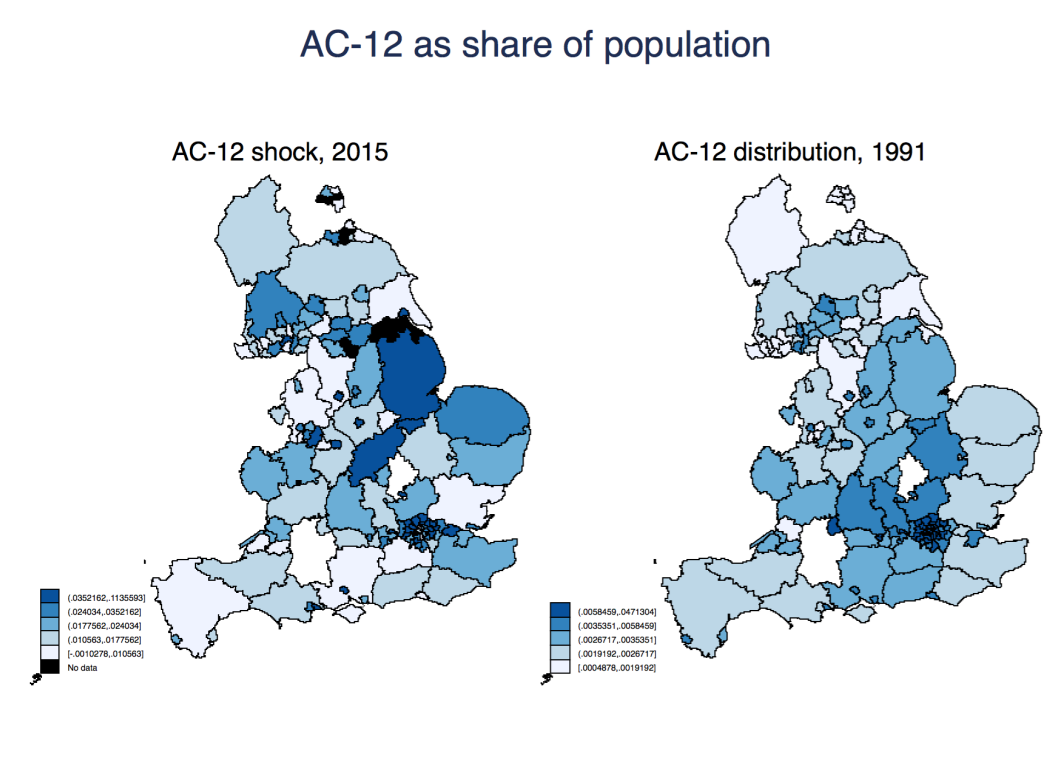 AC-12 as share of population
AC-12 shock, 2015
AC-12 distribution, 1991
(.0352162,.1135593]
(.024034,.0352162]
(.0177562,.024034]
(.010563,.0177562]
[-.0010278,.010563]
No data
(.0058459,.0471304]
(.0035351,.0058459]
(.0026717,.0035351]
(.0019192,.0026717]
[.0004878,.0019192]